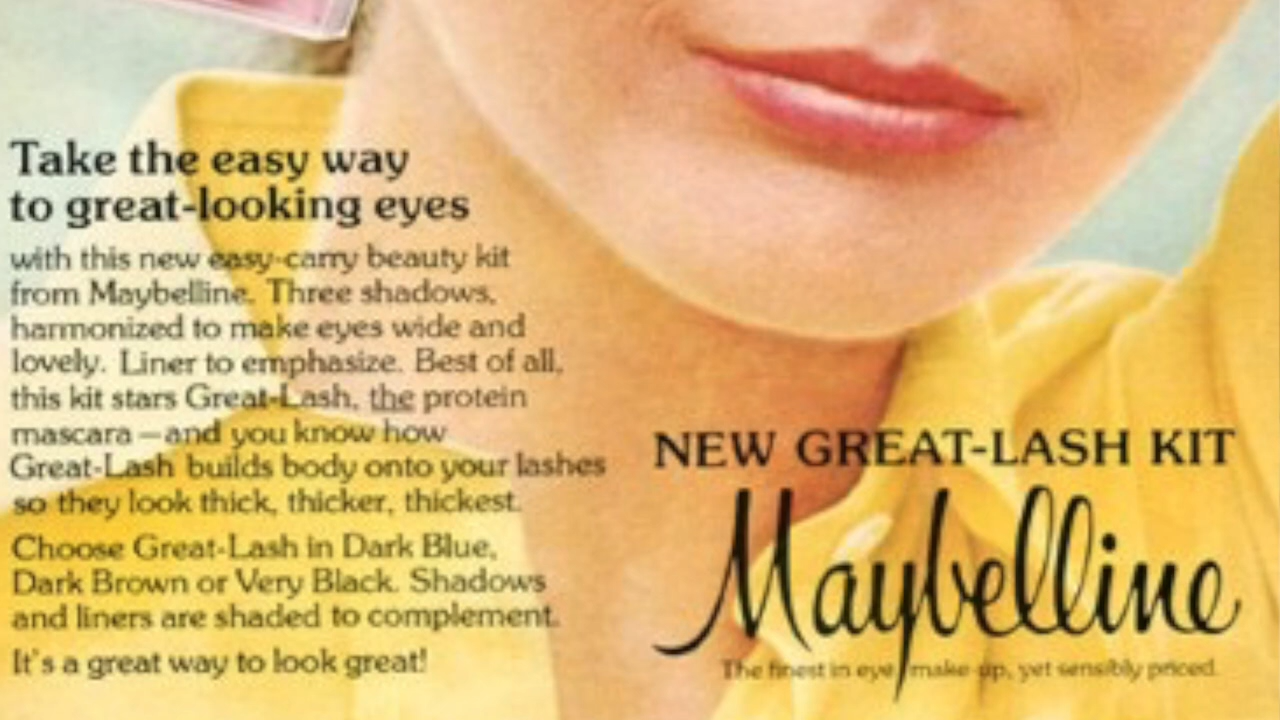 Take the easy way
to great-looking eyes
with this new easy-carry beauty kit
from Maybelline. Three shadows,
harmonized to make eyes wide and
lovely. Liner to emphasize. Best of all,
this kit stars Great-Lash, the protein
mascara—and you know how
Great-Lash builds body onto your lashes
so they look thick, thicker, thickest.
Choose Great-Lash in Dark Blue,
Dark Brown or Very Black. Shadows
and liners are shaded to complement.
It's a great way to look great!
NEW GREAT-LASH KIT
Maybelline
The finest in eye make-up, yet sensibly priced.